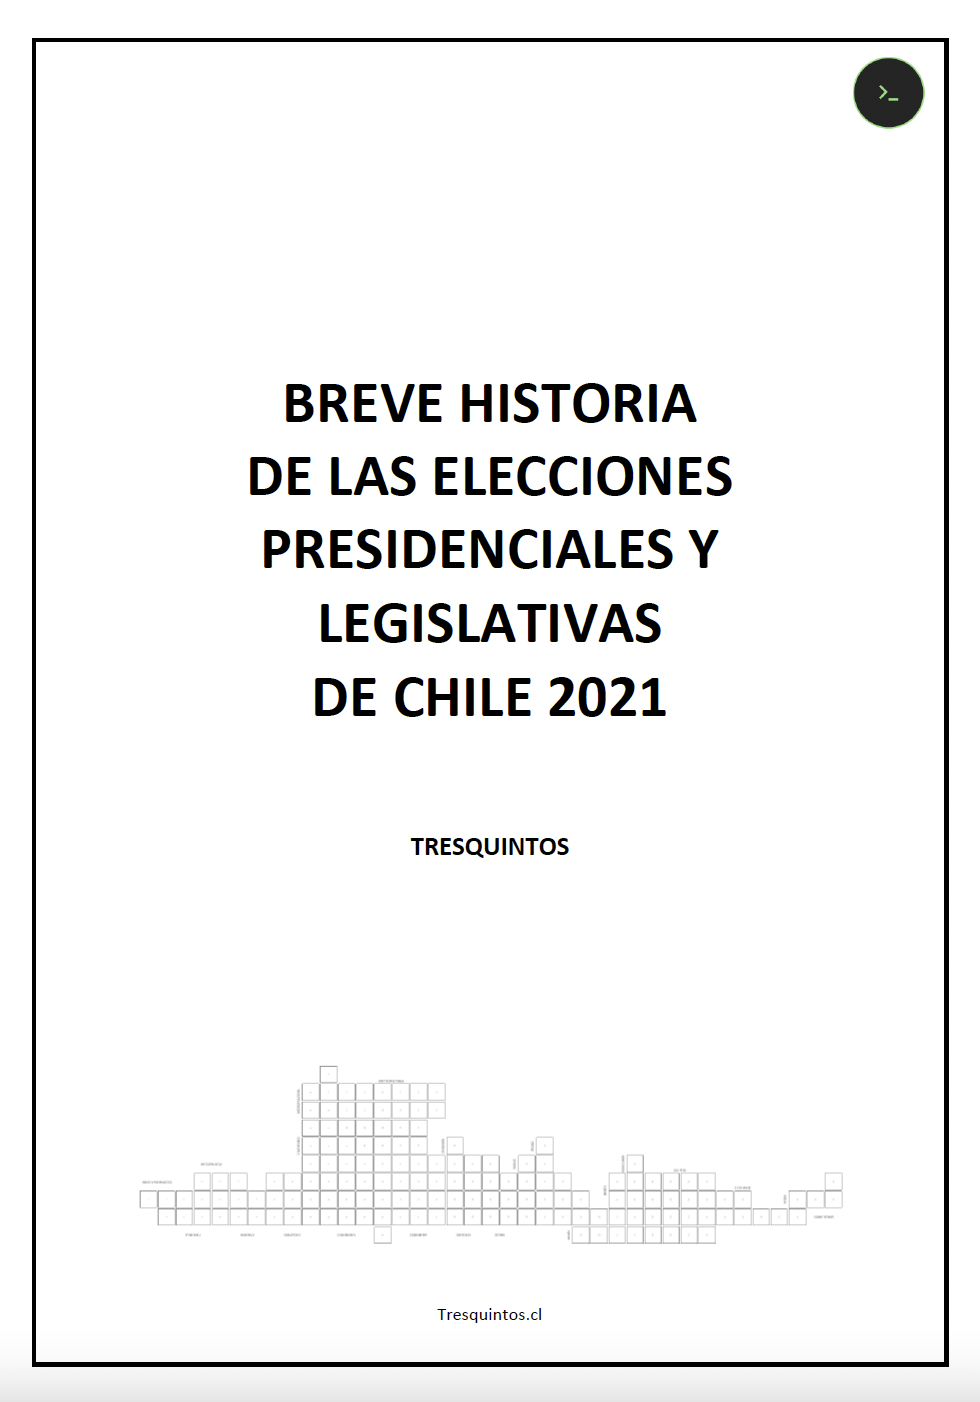 >_
BREVE HISTORIA
DE LAS ELECCIONES
PRESIDENCIALES Y
LEGISLATIVAS
DE CHILE 2021
TRESQUINTOS
Tresquintos.cl